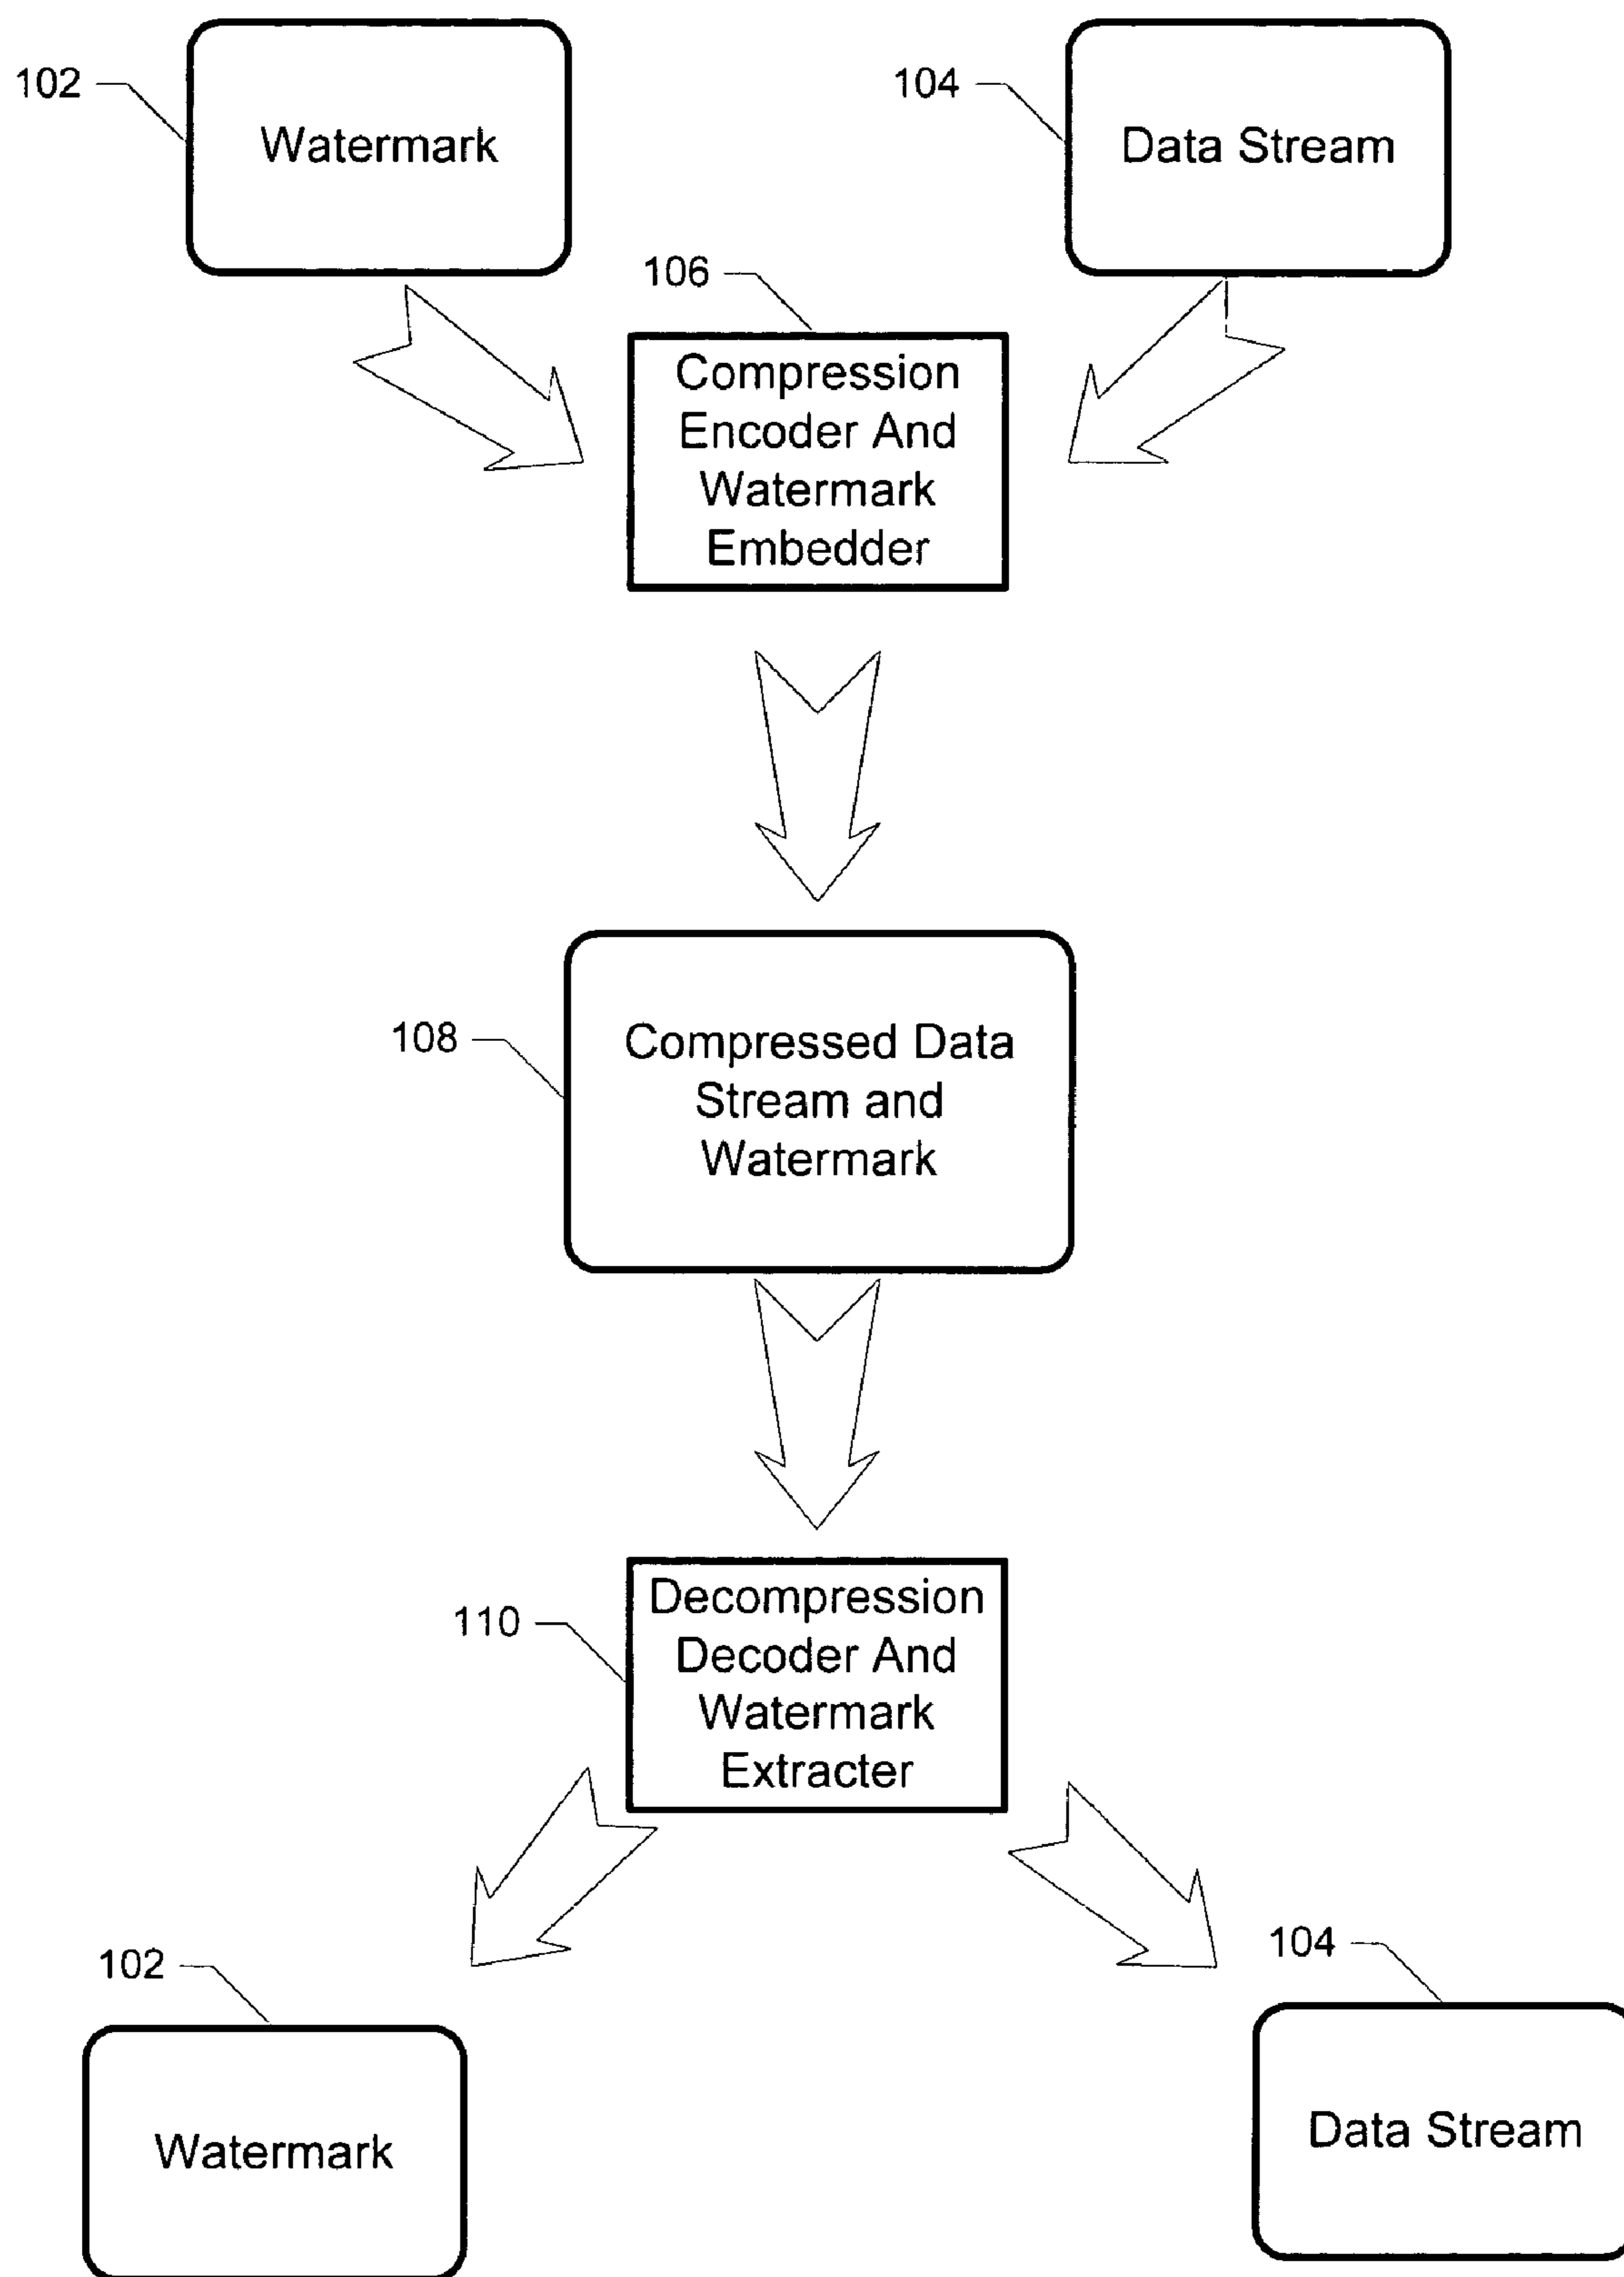 102
Watermark
104
Data Stream
106
Compression
Encoder And
Watermark
Embedder
108
Compressed Data
Stream and
Watermark
110
Decompression
Decoder And
Watermark
Extracter
102
Watermark
104
Data Stream